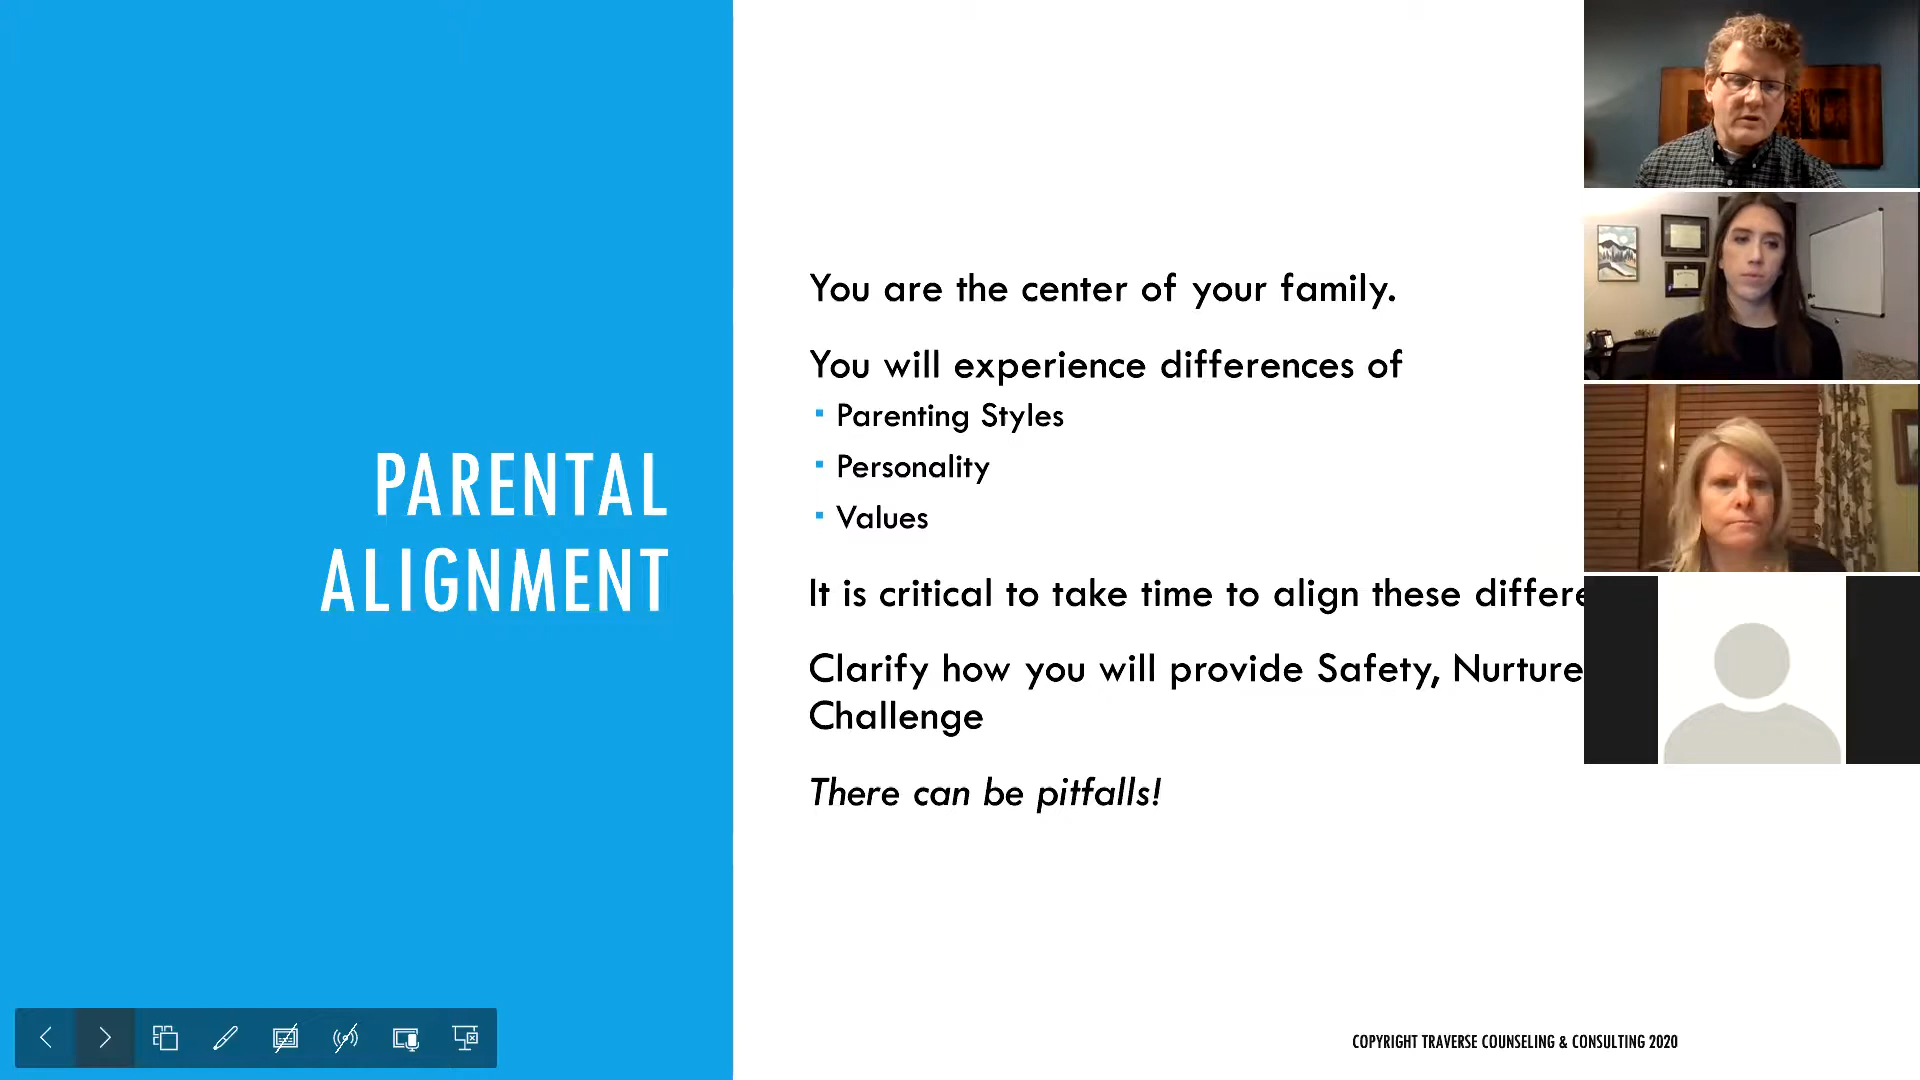 PARENTAL
ALIGNMENT
You are the center of your family.
You will experience differences of
Parenting Styles
Personality
Values
It is critical to take time to align these differe
Clarify how you will provide Safety, Nurture
Challenge
There can be pitfalls!
COPYRIGHT TRAVERSE COUNSELING & CONSULTING 2020